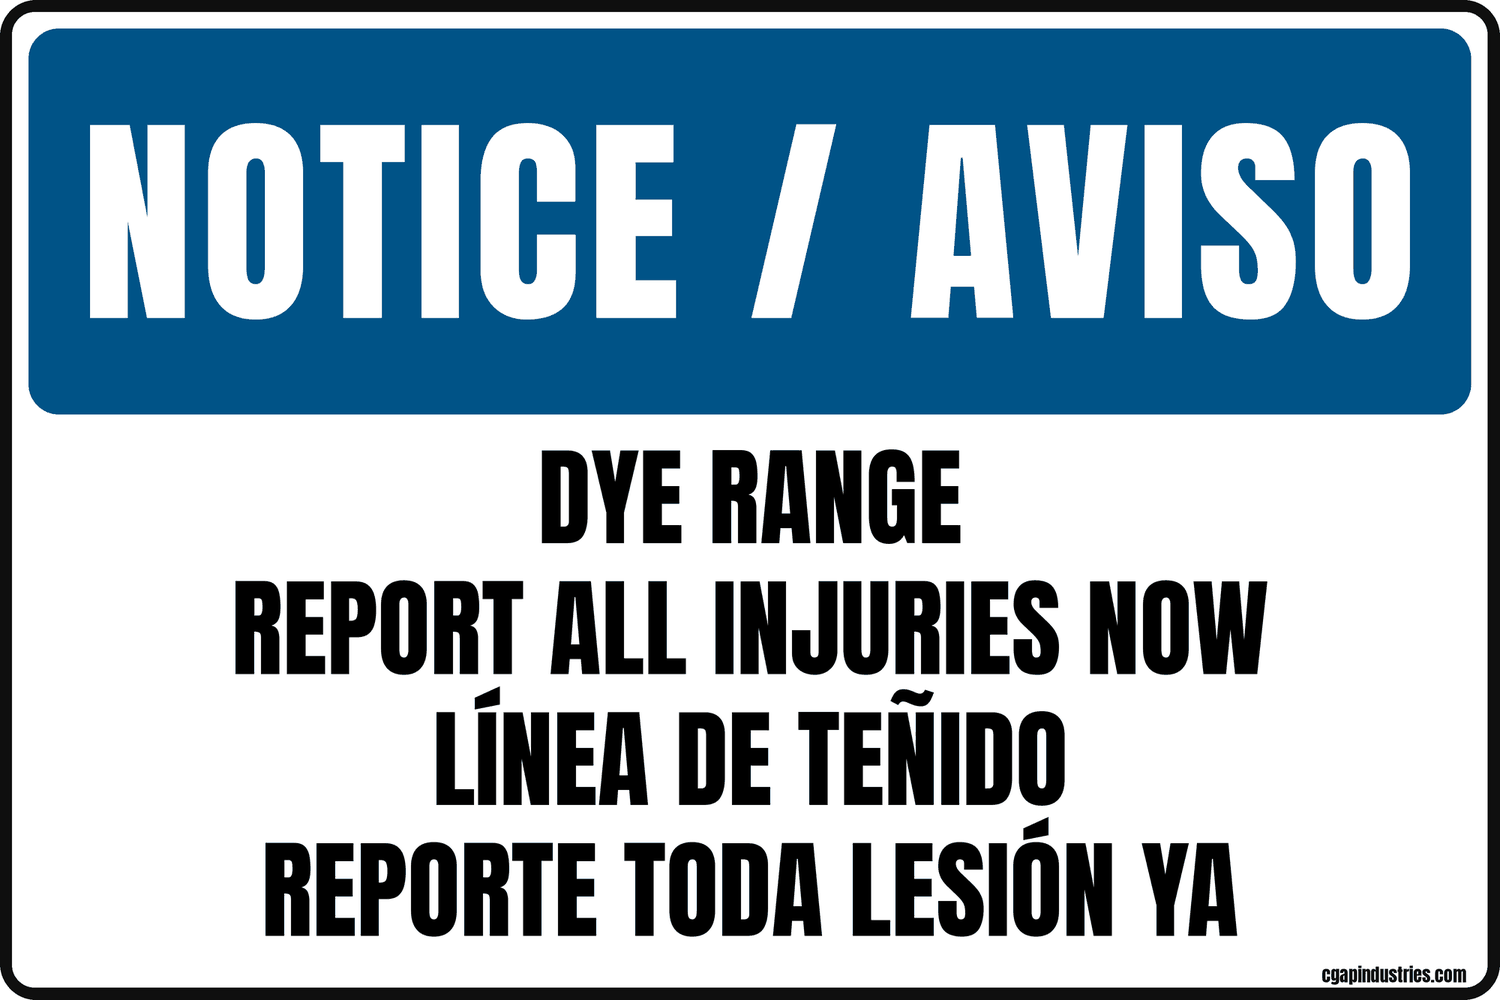 NOTICE / AVISO
DYE RANGE
REPORT ALL INJURIES NOW
LÍNEA DE TEÑIDO
REPORTE TODA LESIÓN YA
cgapindustries.com